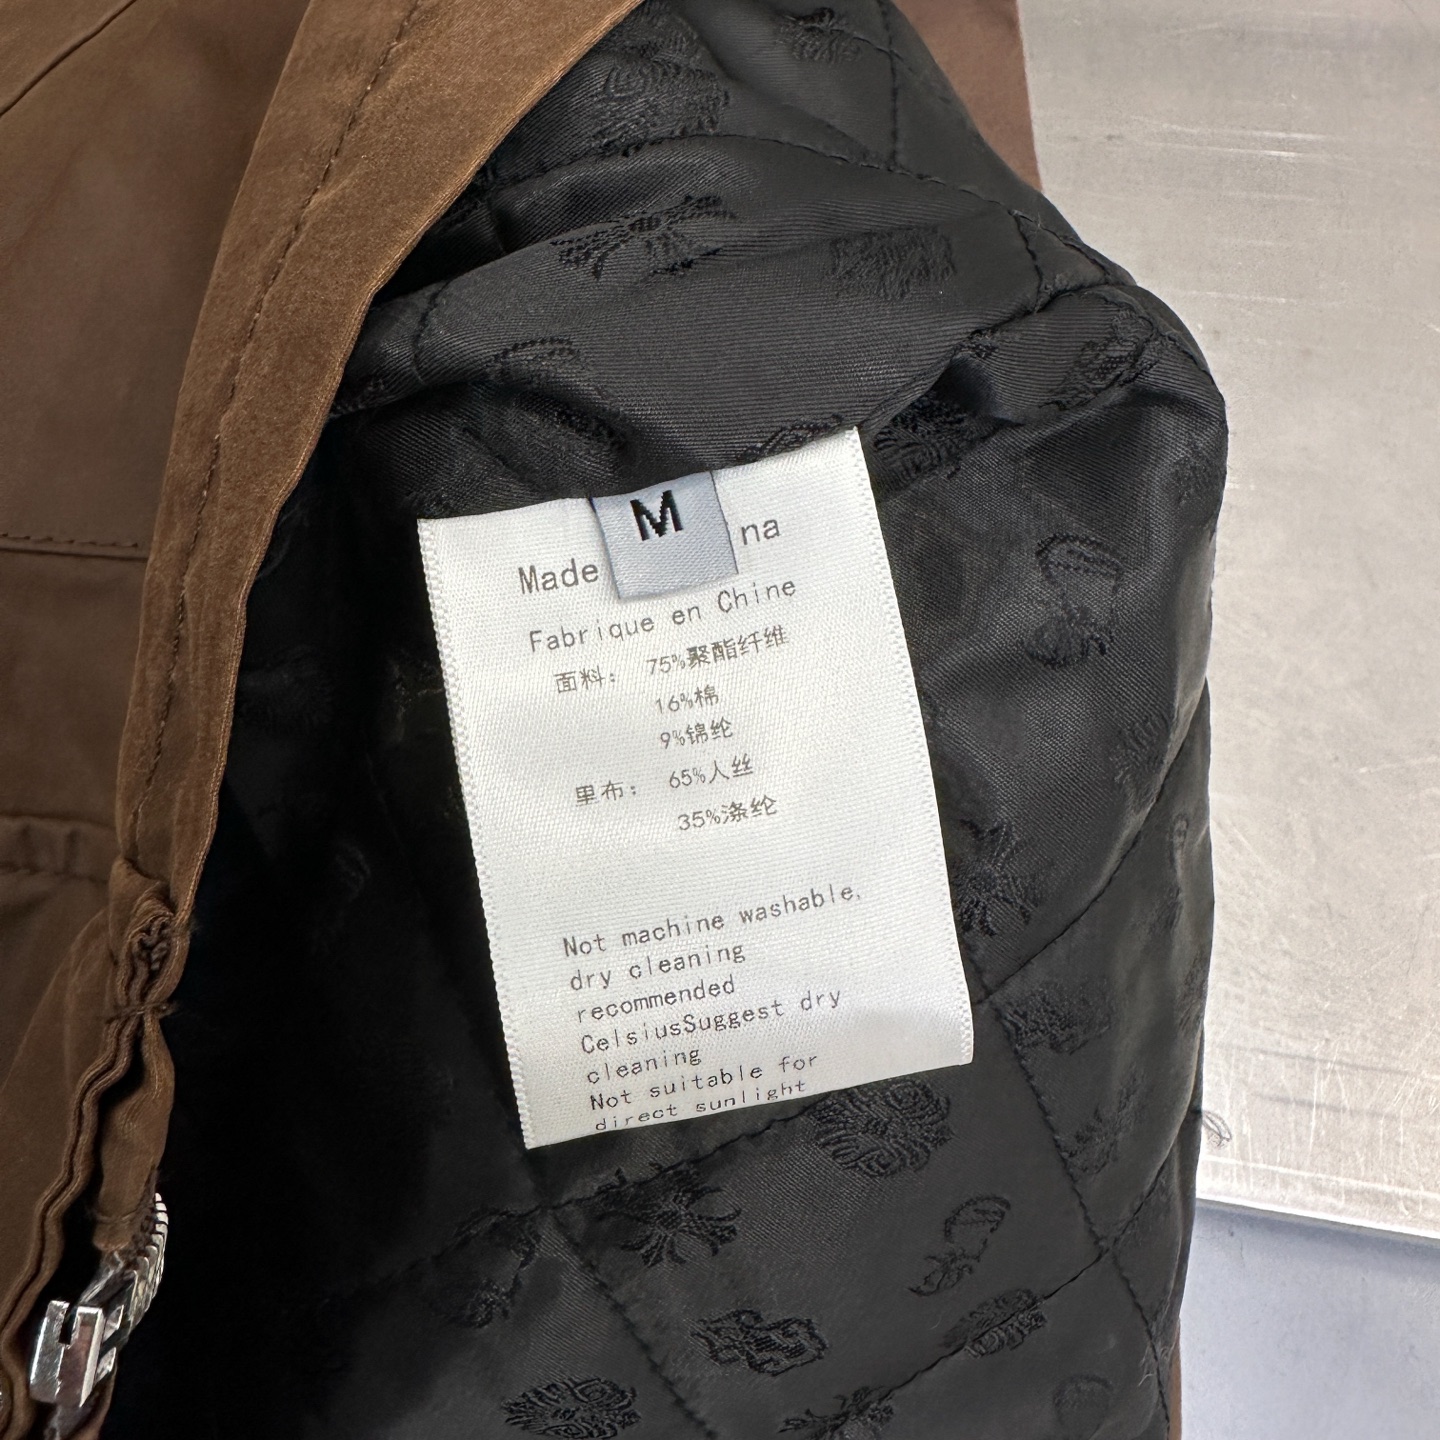 M
Made na
Fabrique en Chine
面料： 75%聚酯纤维
16%棉
9%锦纶
里布： 65%人丝
35%涤纶
Not machine washable,
dry cleaning
recommended
CelsiusSuggest dry
cleaning
Not suitable for
direct sunlight